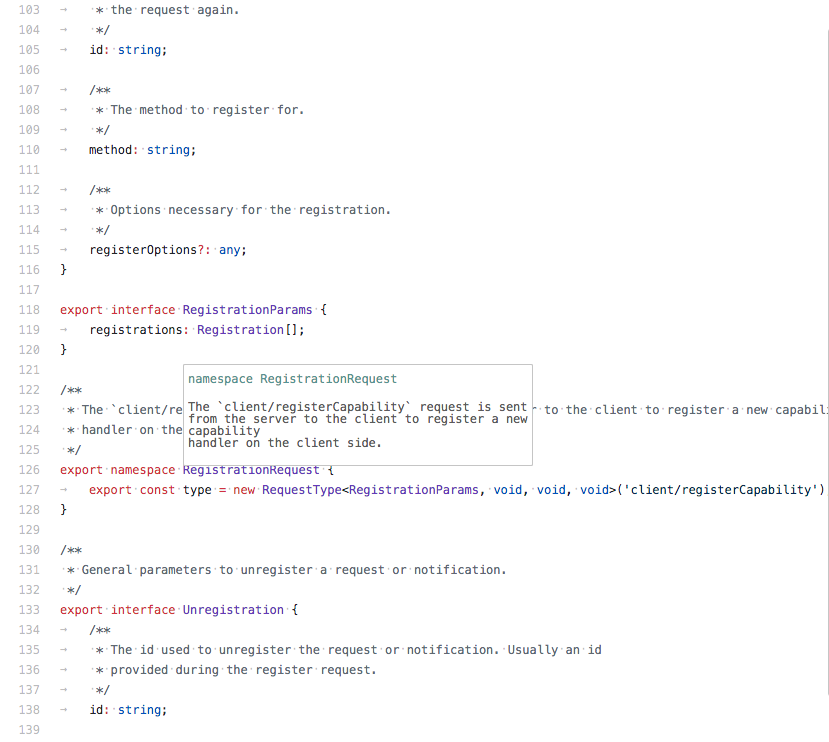 103 * the request again.
104 */
105 id: string;
106
107 /**
108 * The method to register for.
109 */
110 method: string;
111
112 /**
113 * Options necessary for the registration.
114 */
115 registerOptions?: any;
116 }
117
118 export interface RegistrationParams {
119 registrations: Registration[];
120 }
121
122 /**
123 * The `client/re
124 * handler on the
125 */
namespace RegistrationRequest
The `client/registerCapability` request is sent
from the server to the client to register a new
capability
handler on the client side.
r to the client to register a new capabil
126 export namespace RegistrationRequest {
127 export const type = new RequestType<RegistrationParams, void, void, void>('client/registerCapability')
128 }
129
130 /**
131 * General parameters to unregister a request or notification.
132 */
133 export interface Unregistration {
134 /**
135 * The id used to unregister the request or notification. Usually an id
136 * provided during the register request.
137 */
138 id: string;
139